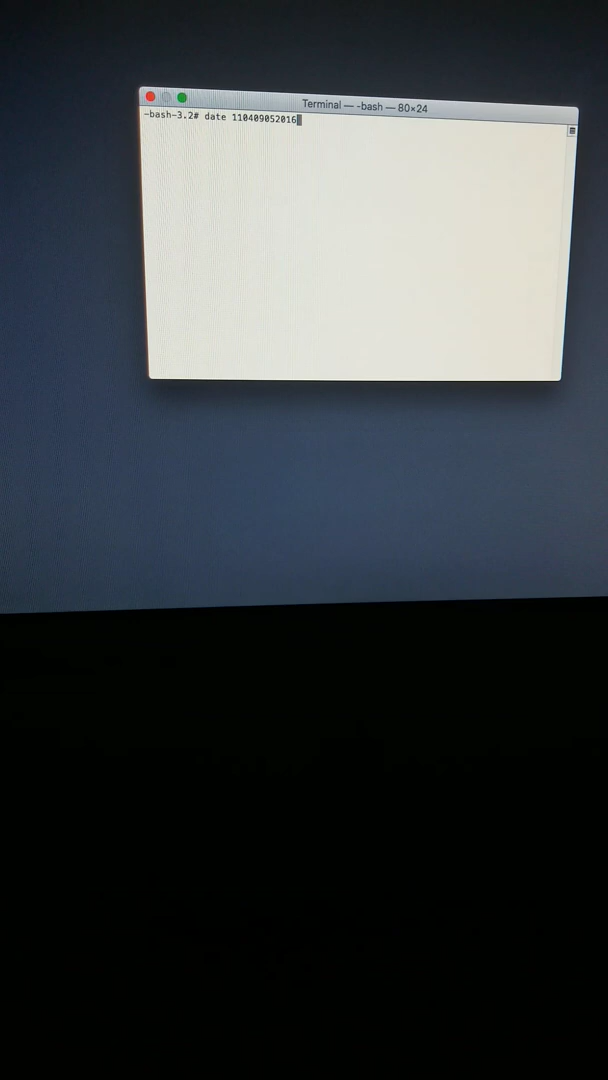 Terminal — -bash — 80×24
-bash-3.2# date 110409052016